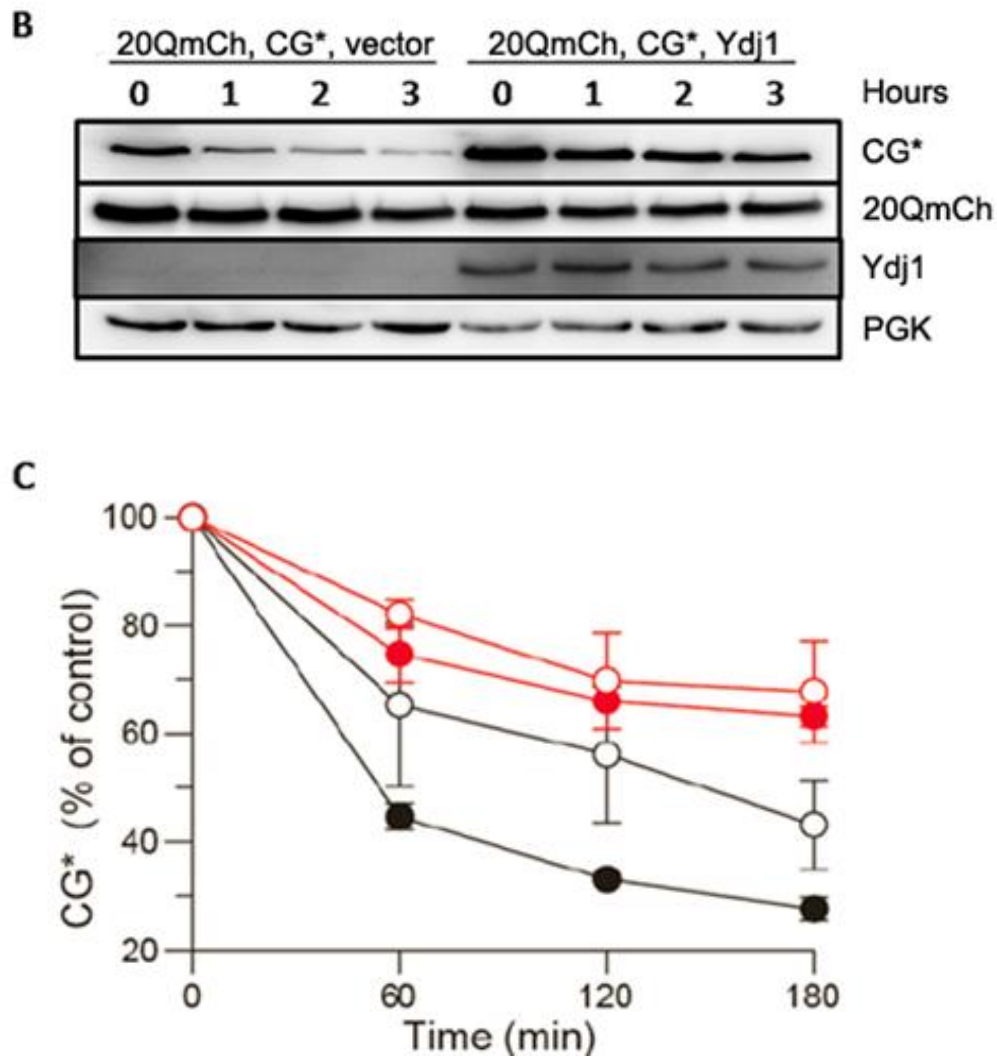 B
20QmCh, CG*, vector 20QmCh, CG*, Ydj1
0 1 2 3 0 1 2 3 Hours
CG*
20QmCh
Ydj1
PGK
C
CG* (% of control)
100
80
60
40
20
0 60 120 180
Time (min)